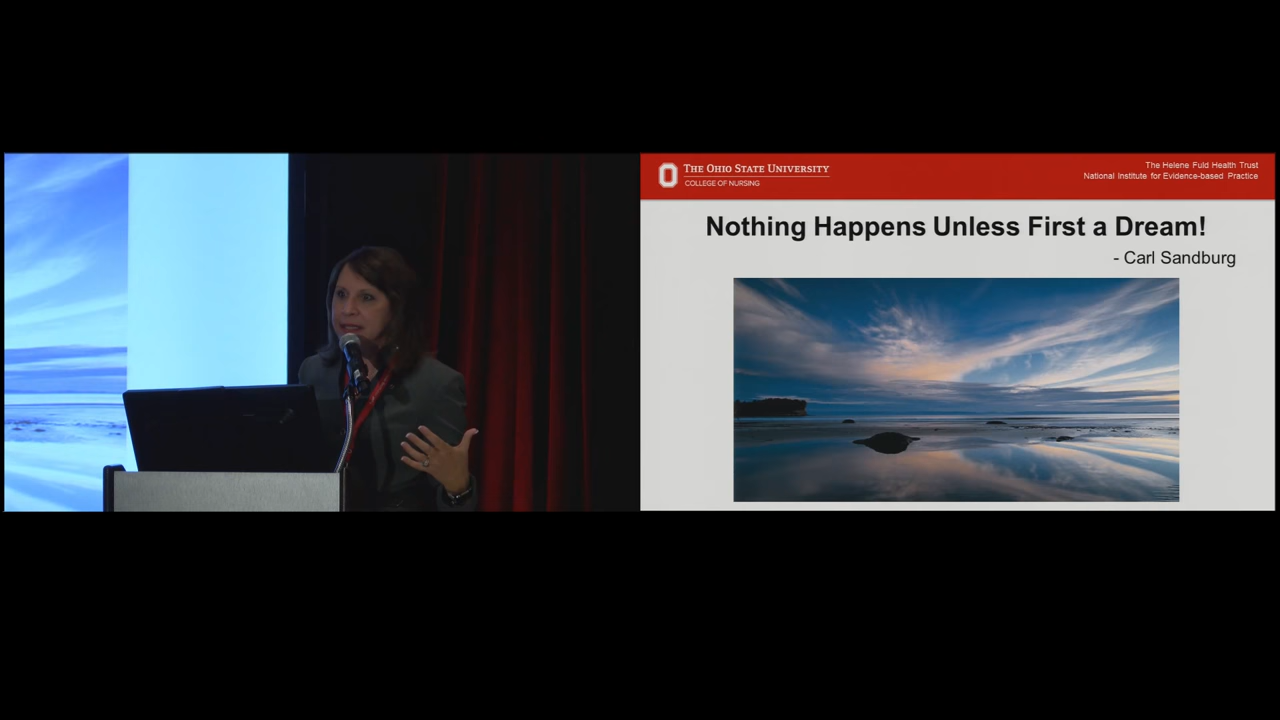 THE OHIO STATE UNIVERSITY
COLLEGE OF NURSING
The Helene Fuld Health Trust
National Institute for Evidence-based Practice
Nothing Happens Unless First a Dream!
- Carl Sandburg